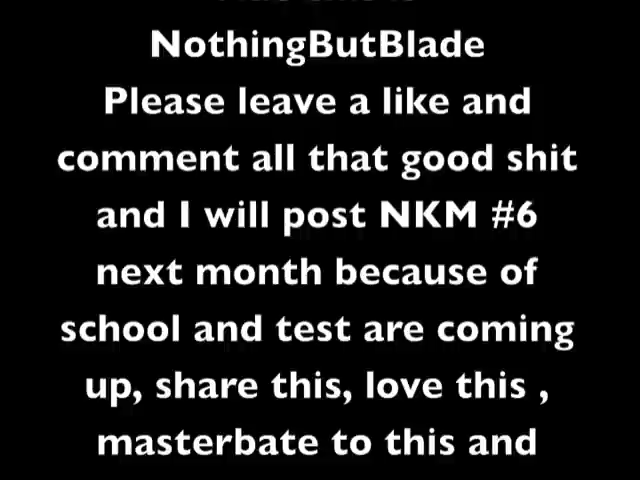 NothingButBlade
Please leave a like and
comment all that good shit
and I will post NKM #6
next month because of
school and test are coming
up, share this, love this ,
masterbate to this and